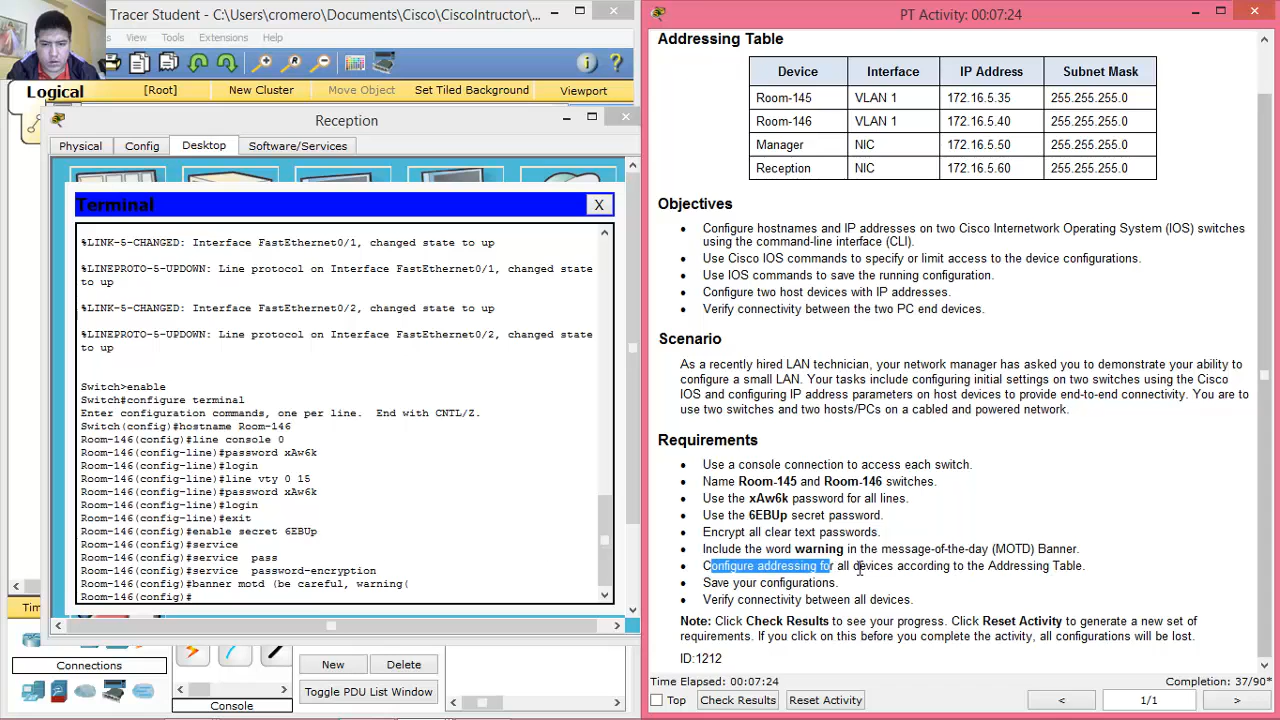 Tracer Student - C:\Users\cromero\Documents\Cisco\CiscoIntructor\...
View Tools Extensions Help
Logical [Root] New Cluster Move Object Set Tiled Background Viewport
Reception
Physical Config Desktop Software/Services
Terminal X
%LINK-5-CHANGED: Interface FastEthernet0/1, changed state to up
%LINEPROTO-5-UPDOWN: Line protocol on Interface FastEthernet0/1, changed state
to up
%LINK-5-CHANGED: Interface FastEthernet0/2, changed state to up
%LINEPROTO-5-UPDOWN: Line protocol on Interface FastEthernet0/2, changed state
to up
Switch>enable
Switch#configure terminal
Enter configuration commands, one per line. End with CNTL/Z.
Switch(config)#hostname Room-146
Room-146(config)#line console 0
Room-146(config-line)#password xAw6k
Room-146(config-line)#login
Room-146(config-line)#line vty 0 15
Room-146(config-line)#password xAw6k
Room-146(config-line)#login
Room-146(config-line)#exit
Room-146(config)#enable secret 6EBUp
Room-146(config)#service
Room-146(config)#service pass
Room-146(config)#service password-encryption
Room-146(config)#banner motd (be careful, warning(
Room-146(config)#
Tim
Connections
New Delete
Toggle PDU List Window
Console
PT Activity: 00:07:24
Addressing Table
Device Interface IP Address Subnet Mask
Room-145 VLAN 1 172.16.5.35 255.255.255.0
Room-146 VLAN 1 172.16.5.40 255.255.255.0
Manager NIC 172.16.5.50 255.255.255.0
Reception NIC 172.16.5.60 255.255.255.0
Objectives
• Configure hostnames and IP addresses on two Cisco Internetwork Operating System (IOS) switches
using the command-line interface (CLI).
• Use Cisco IOS commands to specify or limit access to the device configurations.
• Use IOS commands to save the running configuration.
• Configure two host devices with IP addresses.
• Verify connectivity between the two PC end devices.
Scenario
As a recently hired LAN technician, your network manager has asked you to demonstrate your ability to
configure a small LAN. Your tasks include configuring initial settings on two switches using the Cisco
IOS and configuring IP address parameters on host devices to provide end-to-end connectivity. You are to
use two switches and two hosts/PCs on a cabled and powered network.
Requirements
• Use a console connection to access each switch.
• Name Room-145 and Room-146 switches.
• Use the xAw6k password for all lines.
• Use the 6EBUp secret password.
• Encrypt all clear text passwords.
• Include the word warning in the message-of-the-day (MOTD) Banner.
• Configure addressing for all devices according to the Addressing Table.
• Save your configurations.
• Verify connectivity between all devices.
Note: Click Check Results to see your progress. Click Reset Activity to generate a new set of
requirements. If you click on this before you complete the activity, all configurations will be lost.
ID:1212
Time Elapsed: 00:07:24 Completion: 37/90*
Top Check Results Reset Activity < 1/1 >